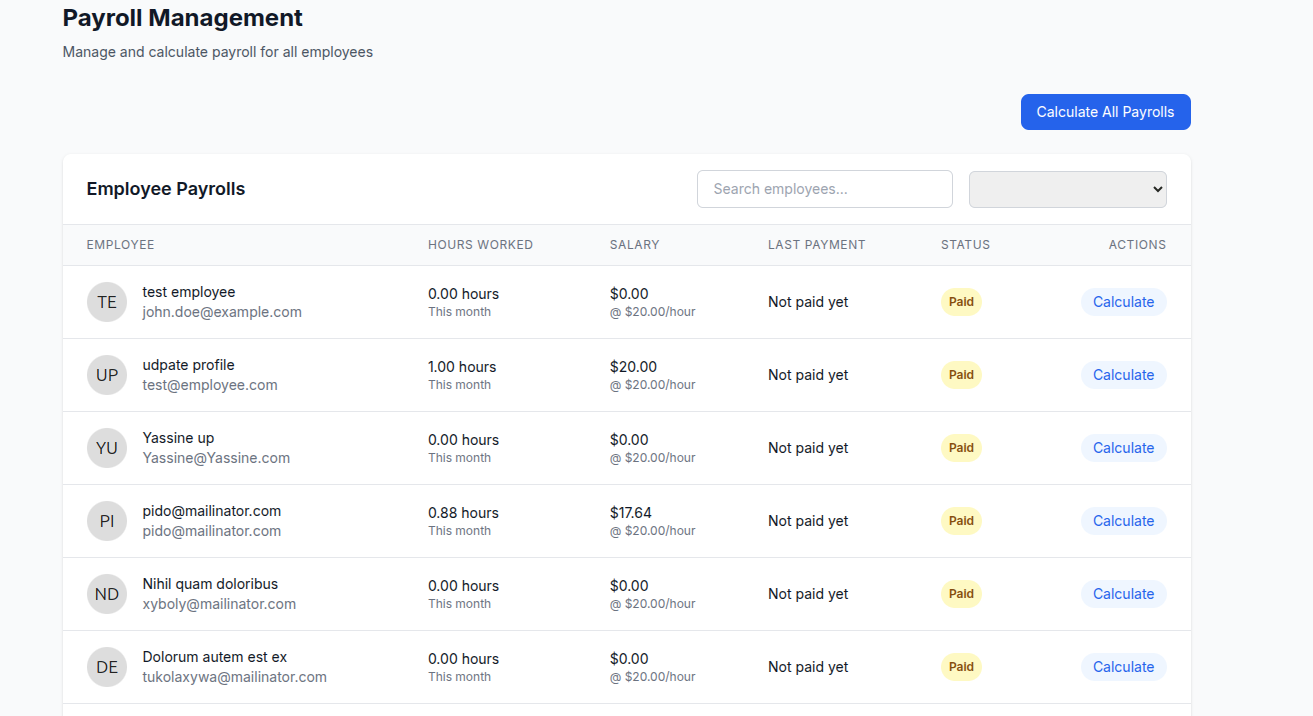 Payroll Management
Manage and calculate payroll for all employees
Calculate All Payrolls
Employee Payrolls
Search employees...
EMPLOYEE HOURS WORKED SALARY LAST PAYMENT STATUS ACTIONS
TE test employee 0.00 hours $0.00 Not paid yet Paid Calculate
john.doe@example.com This month @ $20.00/hour
UP udpate profile 1.00 hours $20.00 Not paid yet Paid Calculate
test@employee.com This month @ $20.00/hour
YU Yassine up 0.00 hours $0.00 Not paid yet Paid Calculate
Yassine@Yassine.com This month @ $20.00/hour
PI pido@mailinator.com 0.88 hours $17.64 Not paid yet Paid Calculate
pido@mailinator.com This month @ $20.00/hour
ND Nihil quam doloribus 0.00 hours $0.00 Not paid yet Paid Calculate
xyboly@mailinator.com This month @ $20.00/hour
DE Dolorum autem est ex 0.00 hours $0.00 Not paid yet Paid Calculate
tukolaxywa@mailinator.com This month @ $20.00/hour